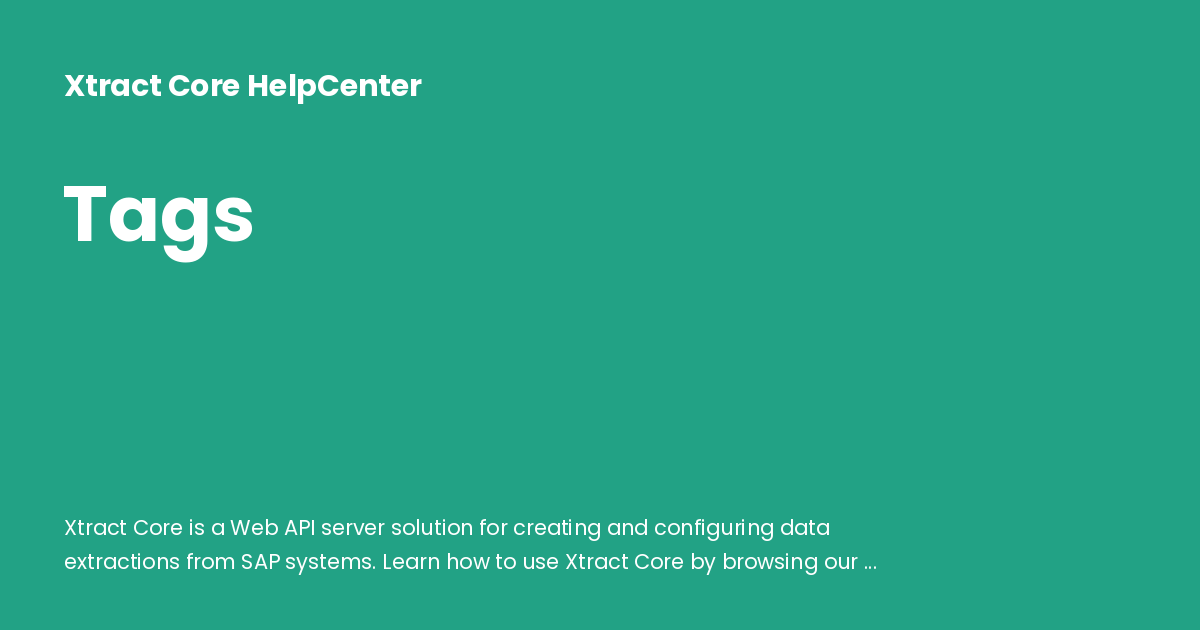 Xtract Core HelpCenter
Tags
Xtract Core is a Web API server solution for creating and configuring data
extractions from SAP systems. Learn how to use Xtract Core by browsing our ...